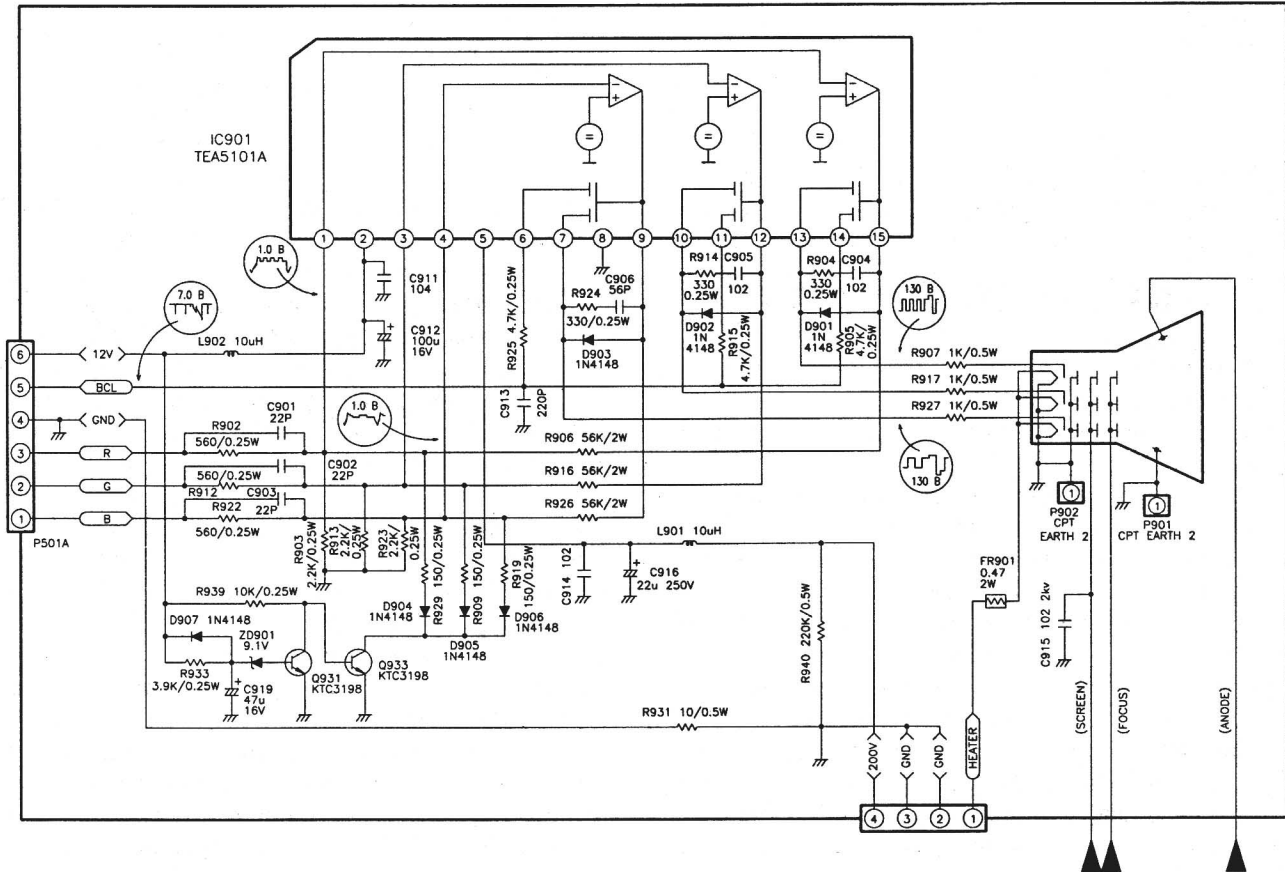 IC901
TEA5101A
=
=
=
1
2
3
4
5
6
7
8
9
10
11
12
13
14
15
1.0 B
7.0 B
L902 10uH
C911
104
C912
100u
16V
R925 4.7K/0.25W
C906
56P
R924
330/0.25W
D903
1N4148
R914
330
0.25W
C905
102
D902
1N
4148
R915
4.7K/0.25W
R904
330
0.25W
C904
102
D901
1N
4148
R905
4.7K/
0.25W
130 B
R907 1K/0.5W
R917 1K/0.5W
R927 1K/0.5W
130 B
6
12V
5
BCL
4
GND
3
R
2
G
1
B
P501A
C913
220P
1.0 B
R902
560/0.25W
C901
22P
C902
22P
560/0.25W
R912
C903
22P
R922
560/0.25W
R906 56K/2W
R916 56K/2W
R926 56K/2W
R903
2.2K/0.25W
R913
2.2K/
0.25W
R923
2.2K/
0.25W
R929 150/0.25W
R909 150/0.25W
R919
150/0.25W
L901 10uH
C914 102
C916
22u 250V
R939 10K/0.25W
D907 1N4148
ZD901
9.1V
R933
3.9K/0.25W
C919
47u
16V
Q931
KTC3198
Q933
KTC3198
D904
1N4148
D905
1N4148
D906
1N4148
R940 220K/0.5W
R931 10/0.5W
1
P902
CPT
EARTH 2
1
P901
CPT EARTH 2
FR901
0.47
2W
C915 102 2kv
(SCREEN)
(FOCUS)
(ANODE)
200V
GND
GND
HEATER
4
3
2
1